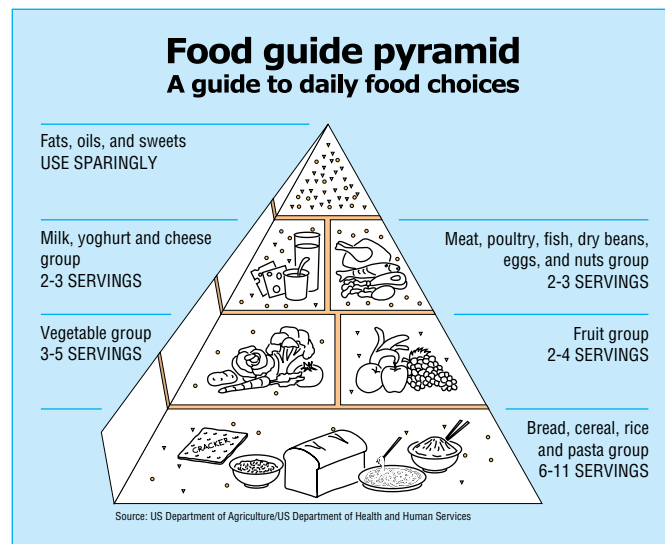 Food guide pyramid
A guide to daily food choices
Fats, oils, and sweets
USE SPARINGLY
Milk, yoghurt and cheese
group
2-3 SERVINGS
Meat, poultry, fish, dry beans,
eggs, and nuts group
2-3 SERVINGS
Vegetable group
3-5 SERVINGS
Fruit group
2-4 SERVINGS
Bread, cereal, rice
and pasta group
6-11 SERVINGS
CRACKER
Source: US Department of Agriculture/US Department of Health and Human Services